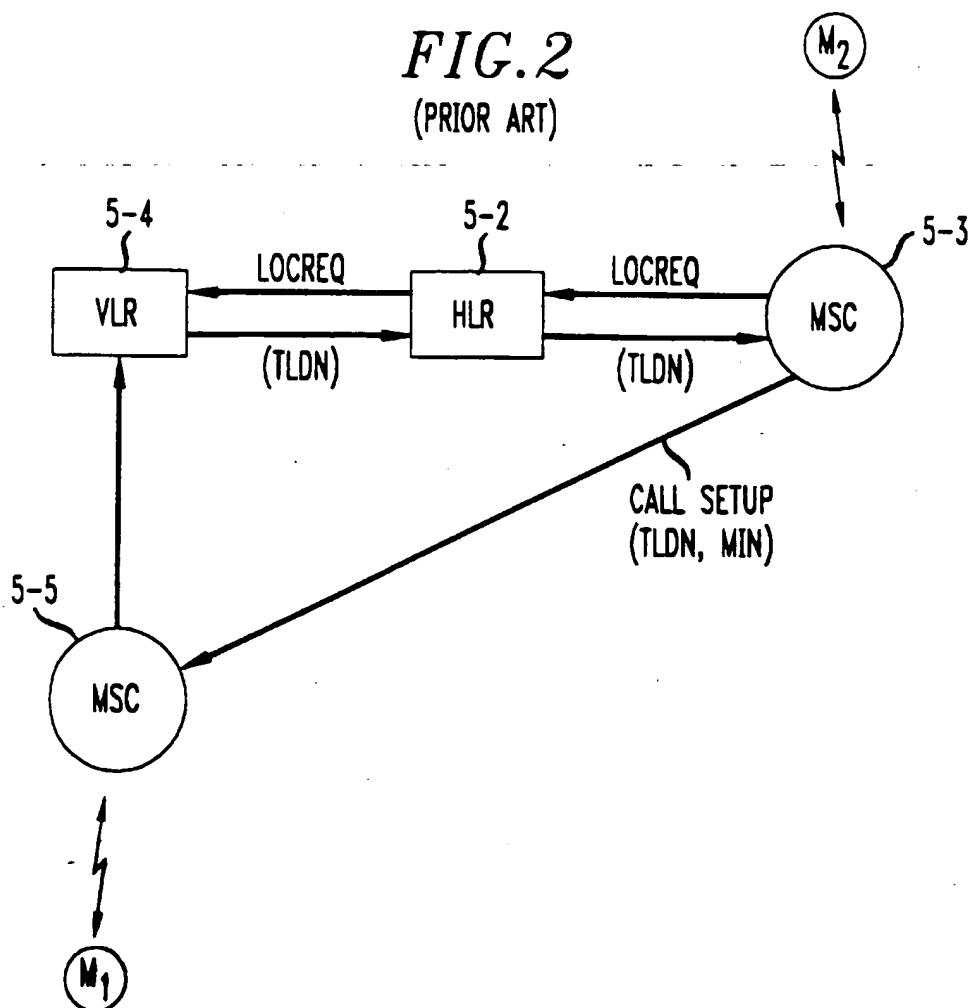 FIG. 2
(PRIOR ART)
M2
5-4
5-2
5-3
LOCREQ
LOCREQ
VLR
HLR
MSC
(TLDN)
(TLDN)
CALL SETUP
(TLDN, MIN)
5-5
MSC
M1